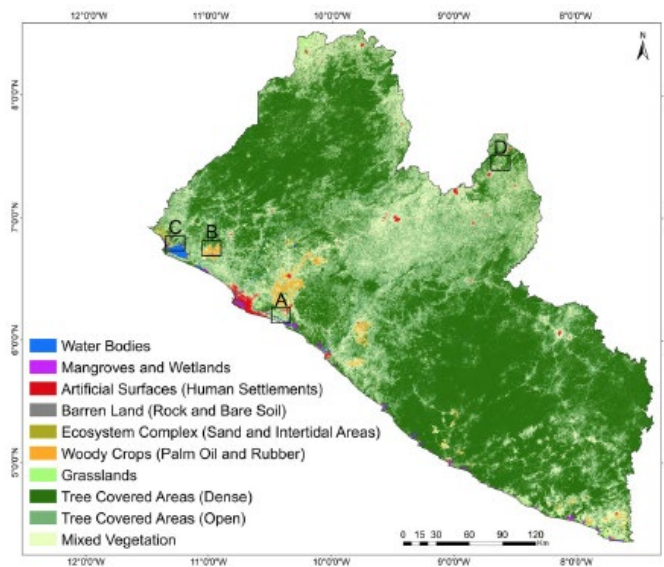 12°0'0"W 11°0'0"W 10°0'0"W 9°0'0"W 8°0'0"W
N
8°0'0"N
7°0'0"N
6°0'0"N
5°0'0"N
D
C
B
A
Water Bodies
Mangroves and Wetlands
Artificial Surfaces (Human Settlements)
Barren Land (Rock and Bare Soil)
Ecosystem Complex (Sand and Intertidal Areas)
Woody Crops (Palm Oil and Rubber)
Grasslands
Tree Covered Areas (Dense)
Tree Covered Areas (Open)
Mixed Vegetation
0 15 30 60 90 120
Km
12°0'0"W 11°0'0"W 10°0'0"W 9°0'0"W 8°0'0"W